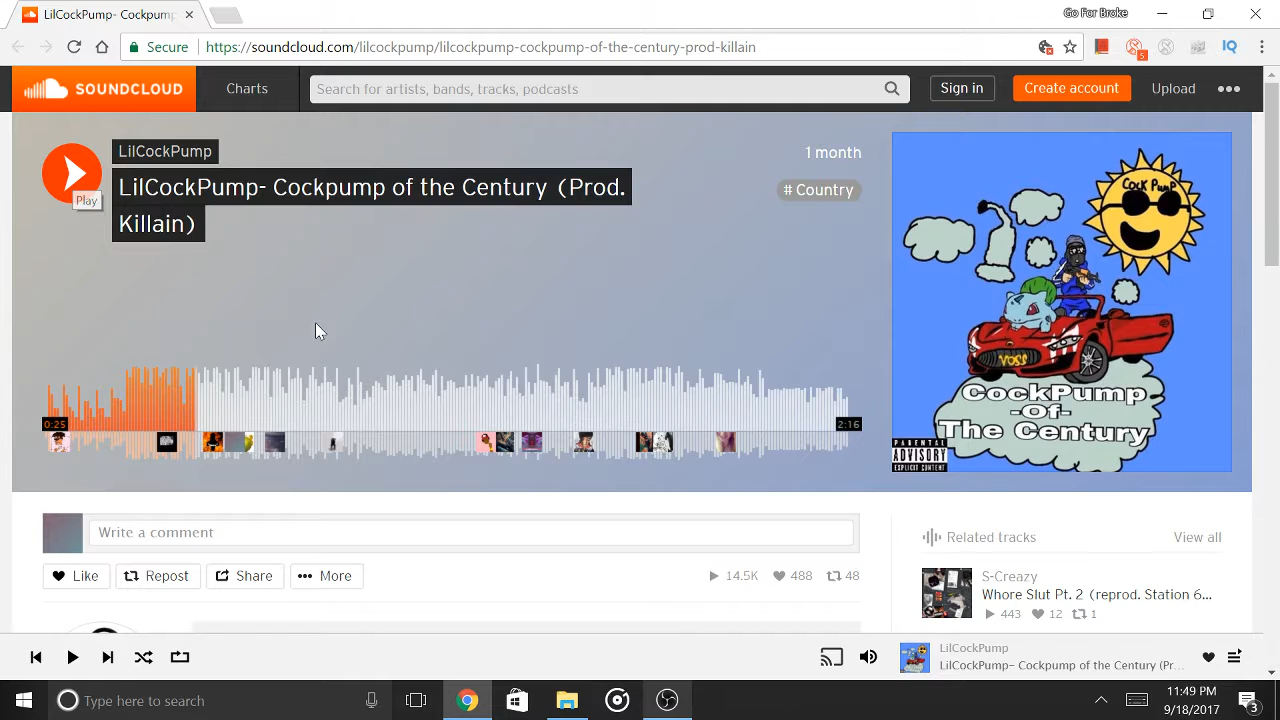 LilCockPump- Cockpump
Go For Broke
Secure
https://soundcloud.com/lilcockpump/lilcockpump-cockpump-of-the-century-prod-killain
5
IQ
SOUNDCLOUD
Charts
Search for artists, bands, tracks, podcasts
Sign in
Create account
Upload
LilCockPump
1 month
LilCockPump- Cockpump of the Century (Prod.
Killain)
# Country
Play
Cock Pump
VOSS
CockPump
-Of-
The Century
PARENTAL
ADVISORY
EXPLICIT CONTENT
0:25
2:16
Write a comment
Like
Repost
Share
More
14.5K
488
48
Related tracks
View all
S-Creazy
Whore Slut Pt. 2 (reprod. Station 6...
443
12
1
LilCockPump
LilCockPump- Cockpump of the Century (Pr...
Type here to search
11:49 PM
9/18/2017
3